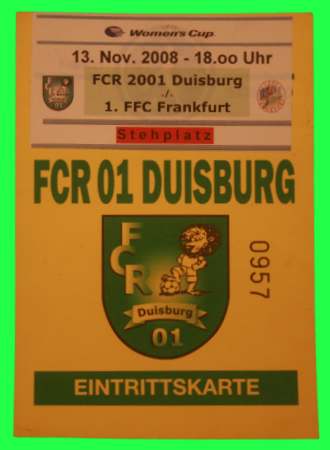 Women's Cup
13. Nov. 2008 - 18.oo Uhr
FCR 2001 Duisburg
./.
1. FFC Frankfurt
Stehplatz
FCR 01 DUISBURG
FCR
Duisburg
01
0957
EINTRITTSKARTE